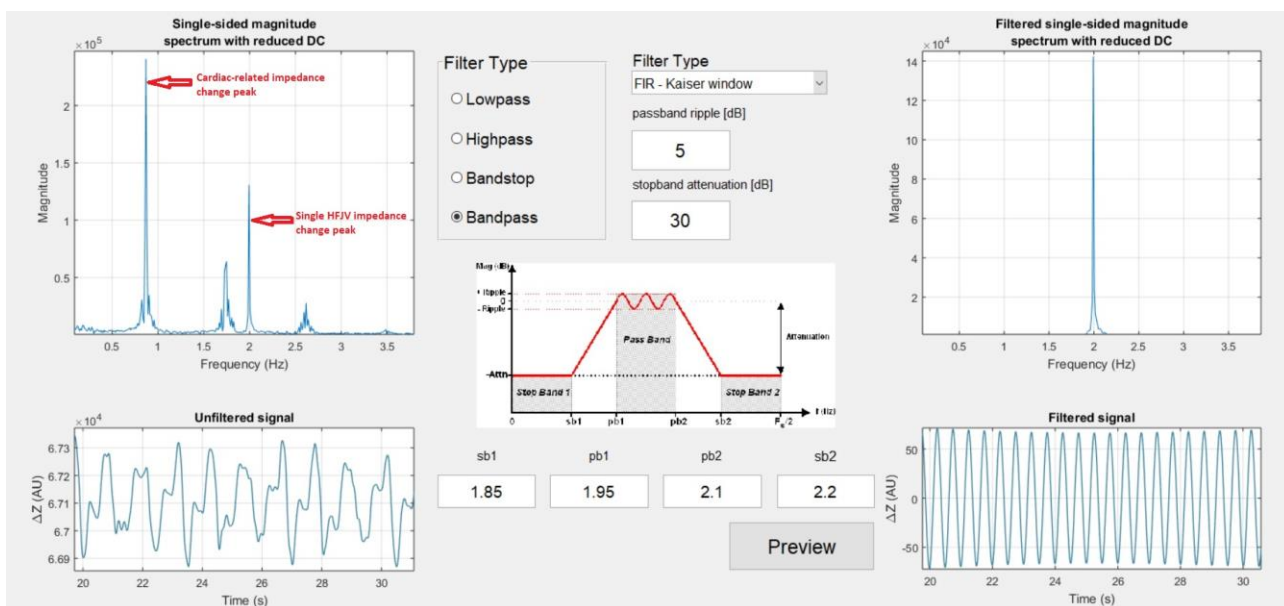 Single-sided magnitude
spectrum with reduced DC
×10⁵
Cardiac-related impedance
change peak
Single HFJV impedance
change peak
2
1.5
1
0.5
Magnitude
0.5 1 1.5 2 2.5 3 3.5
Frequency (Hz)
Unfiltered signal
×10⁴
6.73
6.71
6.7
6.69
ΔZ (AU)
20 22 24 26 28 30
Time (s)
Filter Type
Lowpass
Highpass
Bandstop
Bandpass
Filter Type
FIR - Kaiser window
passband ripple [dB]
5
stopband attenuation [dB]
30
Mag (dB)
+ Ripple
0
- Ripple
Pass Band
Attenuation
-Attn
Stop Band 1
Stop Band 2
0 sb1 pb1 pb2 sb2 f (Hz)
sb1 pb1 pb2 sb2
1.85 1.95 2.1 2.2
Preview
Filtered single-sided magnitude
spectrum with reduced DC
×10⁴
14
12
10
8
6
4
2
Magnitude
0.5 1 1.5 2 2.5 3 3.5
Frequency (Hz)
Filtered signal
50
0
-50
ΔZ (AU)
20 22 24 26 28 30
Time (s)